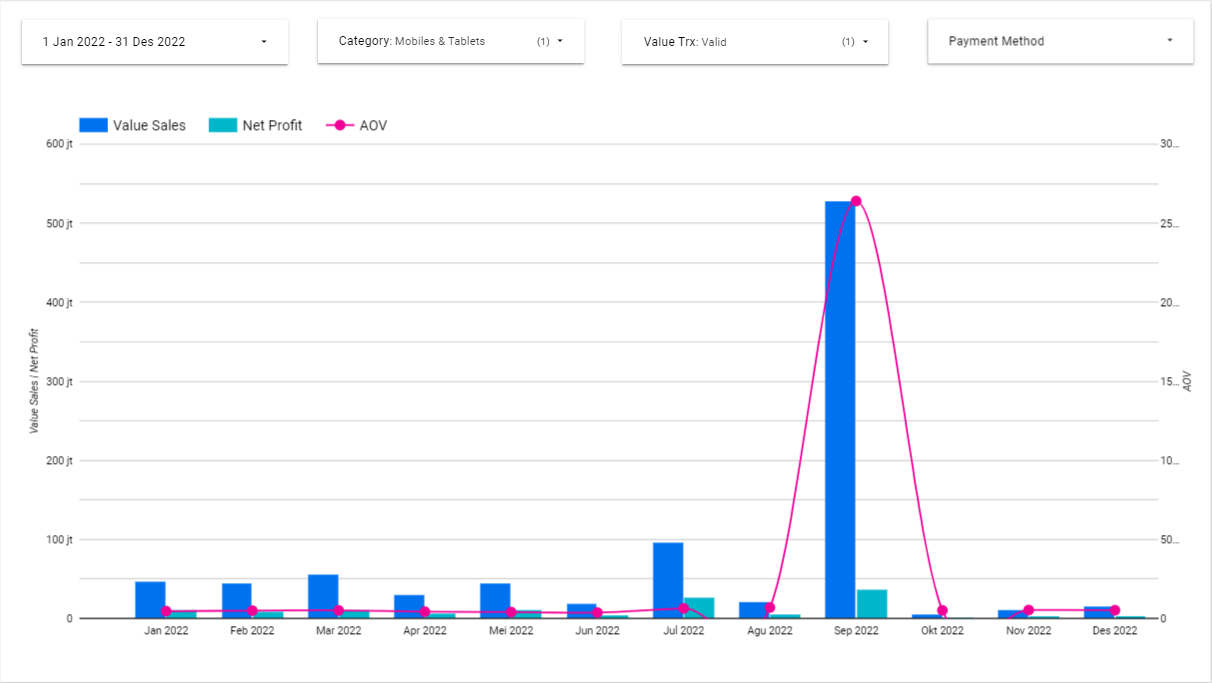 1 Jan 2022 - 31 Des 2022
Category: Mobiles & Tablets (1)
Value Trx: Valid (1)
Payment Method
Value Sales Net Profit AOV
600 jt
500 jt
400 jt
300 jt
200 jt
100 jt
0
Value Sales | Net Profit
30...
25...
20...
15...
10...
50...
0
AOV
Jan 2022 Feb 2022 Mar 2022 Apr 2022 Mei 2022 Jun 2022 Jul 2022 Agu 2022 Sep 2022 Okt 2022 Nov 2022 Des 2022